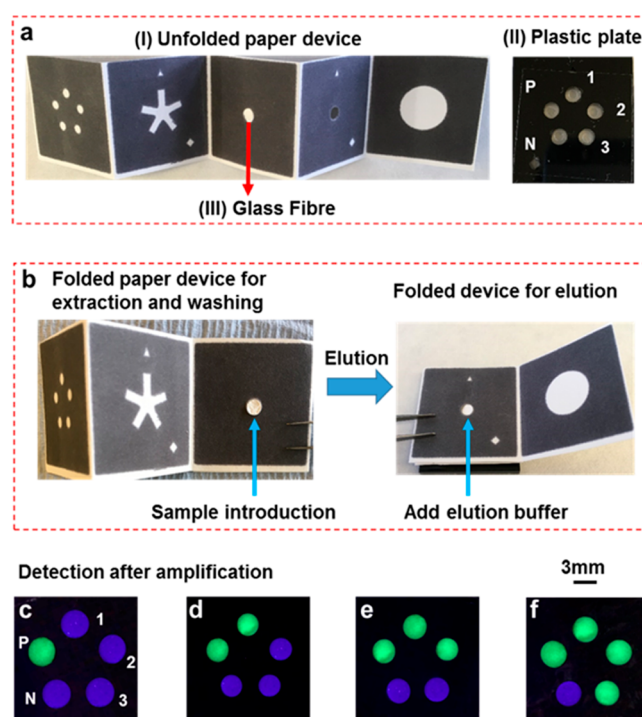 a
(I) Unfolded paper device
(II) Plastic plate
P
1
2
N
3
(III) Glass Fibre
b
Folded paper device for
extraction and washing
Folded device for elution
Elution
Sample introduction
Add elution buffer
Detection after amplification
3mm
c
1
P
2
N
3
d
e
f